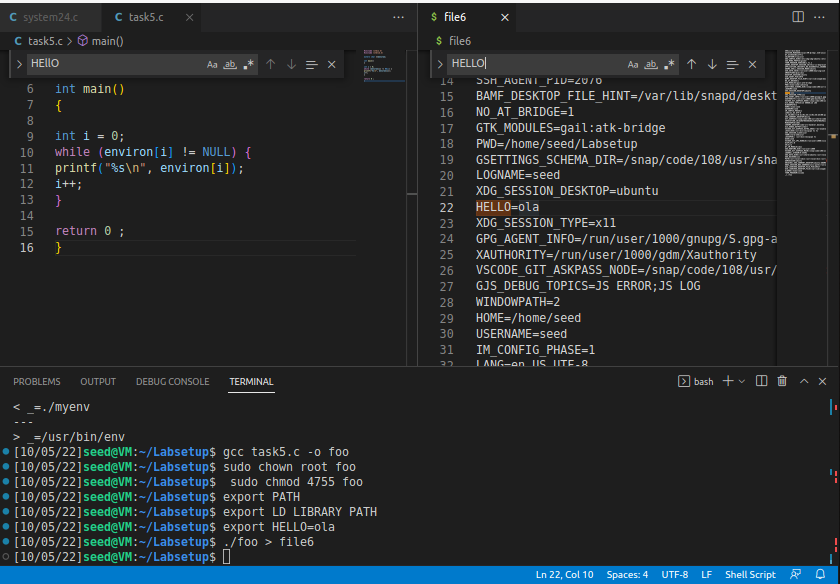 system24.c
task5.c
task5.c > main()
HEllO
Aa ab
6 int main()
7 {
8
9 int i = 0;
10 while (environ[i] != NULL) {
11 printf("%s\n", environ[i]);
12 i++;
13 }
14
15 return 0 ;
16 }
$ file6
$ file6
HELLO
Aa ab
14 SSH_AGENT_PID=2076
15 BAMF_DESKTOP_FILE_HINT=/var/lib/snapd/deskt
16 NO_AT_BRIDGE=1
17 GTK_MODULES=gail:atk-bridge
18 PWD=/home/seed/Labsetup
19 GSETTINGS_SCHEMA_DIR=/snap/code/108/usr/sha
20 LOGNAME=seed
21 XDG_SESSION_DESKTOP=ubuntu
22 HELLO=ola
23 XDG_SESSION_TYPE=x11
24 GPG_AGENT_INFO=/run/user/1000/gnupg/S.gpg-a
25 XAUTHORITY=/run/user/1000/gdm/Xauthority
26 VSCODE_GIT_ASKPASS_NODE=/snap/code/108/usr/
27 GJS_DEBUG_TOPICS=JS ERROR;JS LOG
28 WINDOWPATH=2
29 HOME=/home/seed
30 USERNAME=seed
31 IM_CONFIG_PHASE=1
32 LANG=en_US.UTF-8
PROBLEMS OUTPUT DEBUG CONSOLE TERMINAL
bash
< _=./myenv
---
> _=/usr/bin/env
[10/05/22]seed@VM:~/Labsetup$ gcc task5.c -o foo
[10/05/22]seed@VM:~/Labsetup$ sudo chown root foo
[10/05/22]seed@VM:~/Labsetup$  sudo chmod 4755 foo
[10/05/22]seed@VM:~/Labsetup$ export PATH
[10/05/22]seed@VM:~/Labsetup$ export LD LIBRARY PATH
[10/05/22]seed@VM:~/Labsetup$ export HELLO=ola
[10/05/22]seed@VM:~/Labsetup$ ./foo > file6
[10/05/22]seed@VM:~/Labsetup$
Ln 22, Col 10 Spaces: 4 UTF-8 LF Shell Script